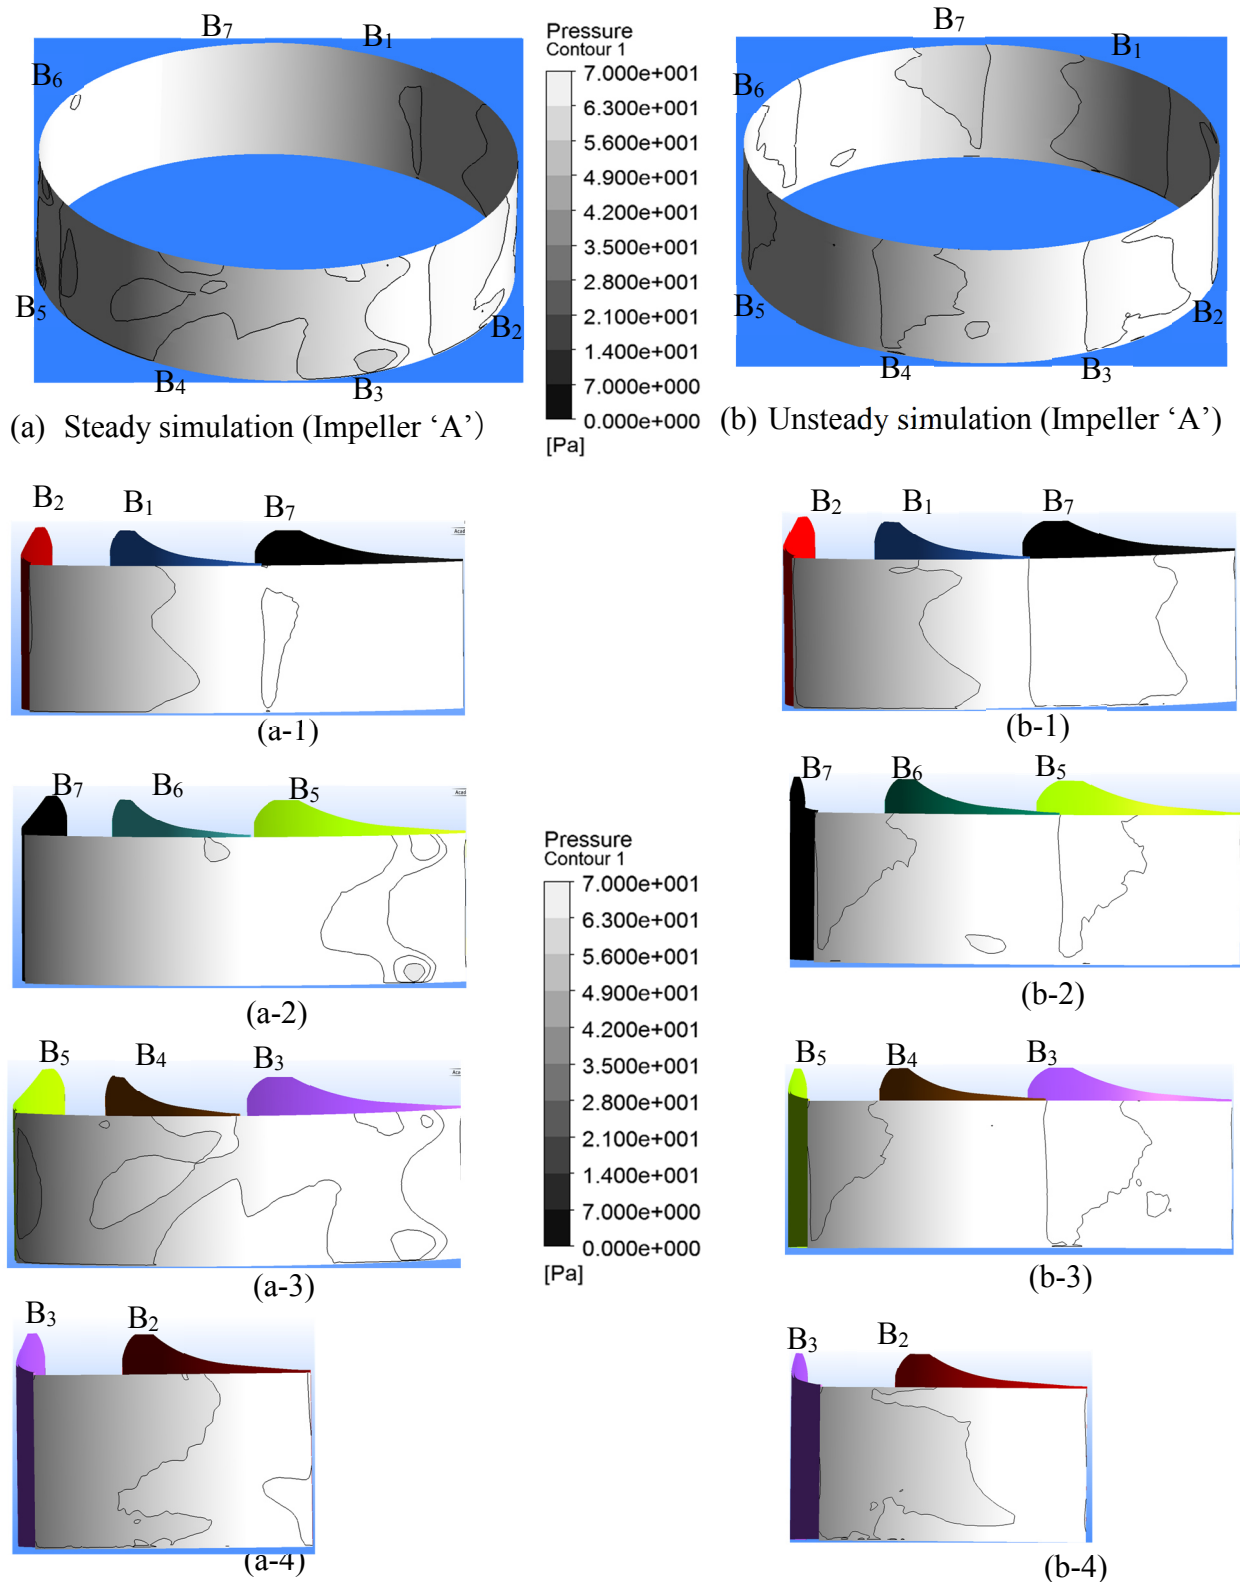 B7
B1
B6
B5
B4
B3
B2
Pressure
Contour 1
7.000e+001
6.300e+001
5.600e+001
4.900e+001
4.200e+001
3.500e+001
2.800e+001
2.100e+001
1.400e+001
7.000e+000
0.000e+000
[Pa]
B7
B1
B6
B5
B4
B3
B2
(a) Steady simulation (Impeller ‘A’)
(b) Unsteady simulation (Impeller ‘A’)
B2 B1 B7
Acad
(a-1)
B2 B1 B7
(b-1)
B7 B6 B5
Acad
(a-2)
B7 B6 B5
(b-2)
Pressure
Contour 1
7.000e+001
6.300e+001
5.600e+001
4.900e+001
4.200e+001
3.500e+001
2.800e+001
2.100e+001
1.400e+001
7.000e+000
0.000e+000
[Pa]
B5 B4 B3
Aca
(a-3)
B5 B4 B3
(b-3)
B3 B2
(a-4)
B3 B2
(b-4)